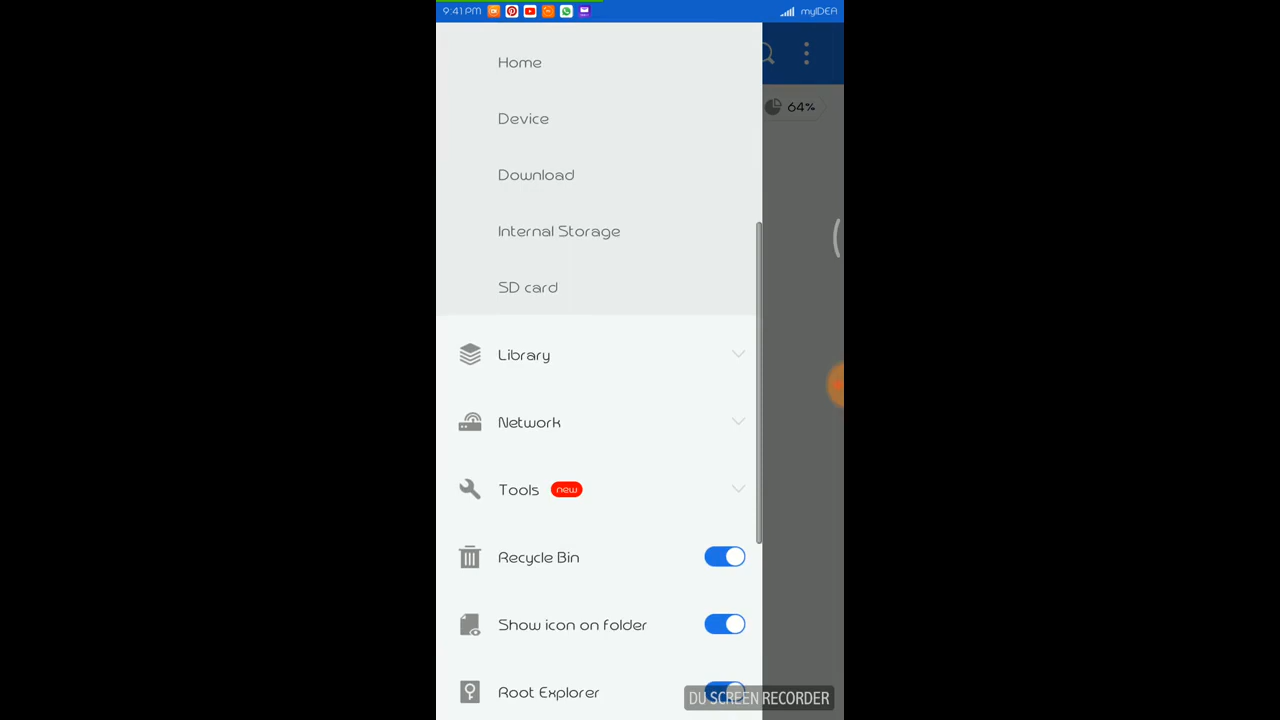 9:41 PM myIDEA
64%
Home
Device
Download
Internal Storage
SD card
Library
Network
Tools new
Recycle Bin
Show icon on folder
Root Explorer
DU SCREEN RECORDER